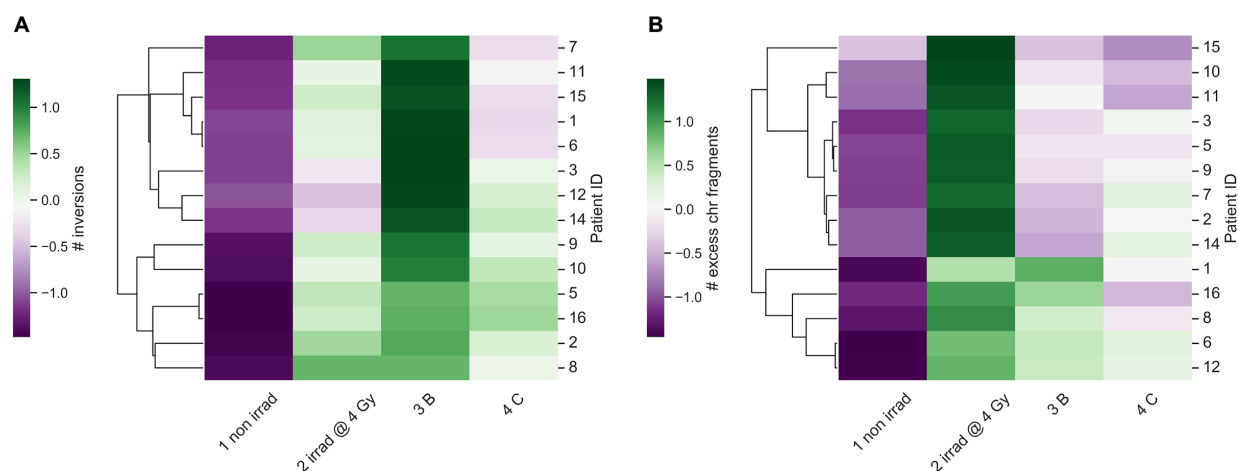 A
1.0
0.5
0.0
−0.5
−1.0
# inversions
7
11
15
1
6
3
12
14
9
10
5
16
2
8
Patient ID
1 non irrad
2 irrad @ 4 Gy
3 B
4 C
B
1.0
0.5
0.0
−0.5
−1.0
# excess chr fragments
15
10
11
3
5
9
7
2
14
1
16
8
6
12
Patient ID
1 non irrad
2 irrad @ 4 Gy
3 B
4 C